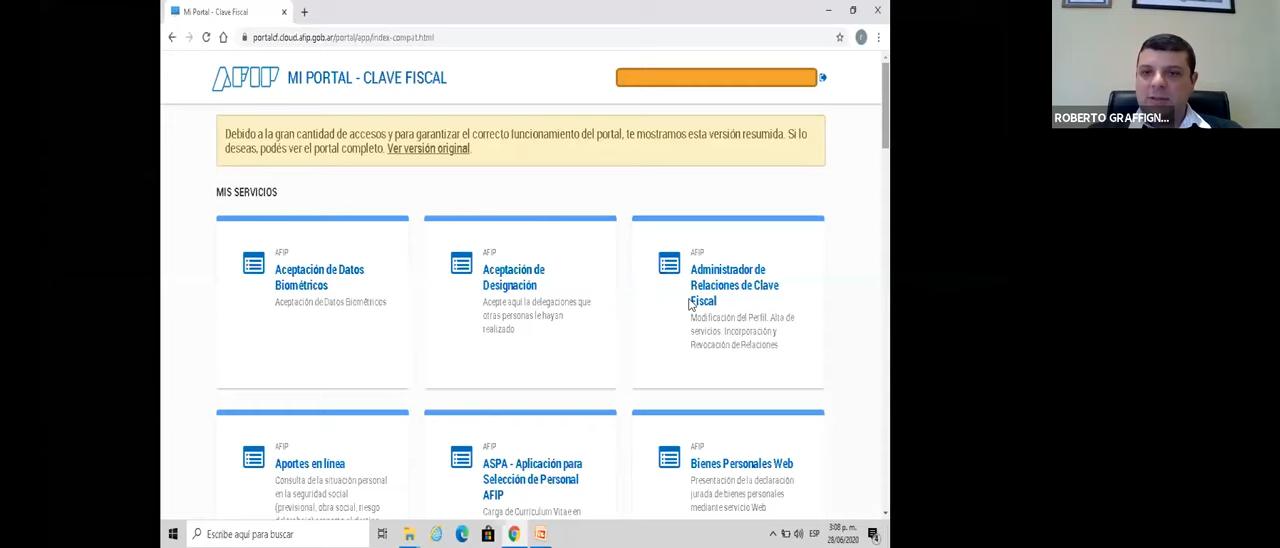 Mi Portal - Clave Fiscal
portalcf.cloud.afip.gob.ar/portal/app/index-compat.html
AFIP MI PORTAL - CLAVE FISCAL
Debido a la gran cantidad de accesos y para garantizar el correcto funcionamiento del portal, te mostramos esta versión resumida. Si lo
deseas, podés ver el portal completo. Ver versión original.
MIS SERVICIOS
AFIP
Aceptación de Datos
Biométricos
Aceptación de Datos Biométricos
AFIP
Aceptación de
Designación
Acepte aquí la delegaciones que
otras personas le hayan
realizado
AFIP
Administrador de
Relaciones de Clave
Fiscal
Modificación del Perfil. Alta de
servicios. Incorporación y
Revocación de Relaciones
AFIP
Aportes en línea
Consulta de la situación personal
en la seguridad social
(previsional, obra social, riesgo
AFIP
ASPA - Aplicación para
Selección de Personal
AFIP
Carga de Curriculum Vitae en
AFIP
Bienes Personales Web
Presentación de la declaración
jurada de bienes personales
mediante servicio Web
Escribe aquí para buscar
ESP
3:08 p. m.
28/06/2020
4
ROBERTO GRAFFIGN...